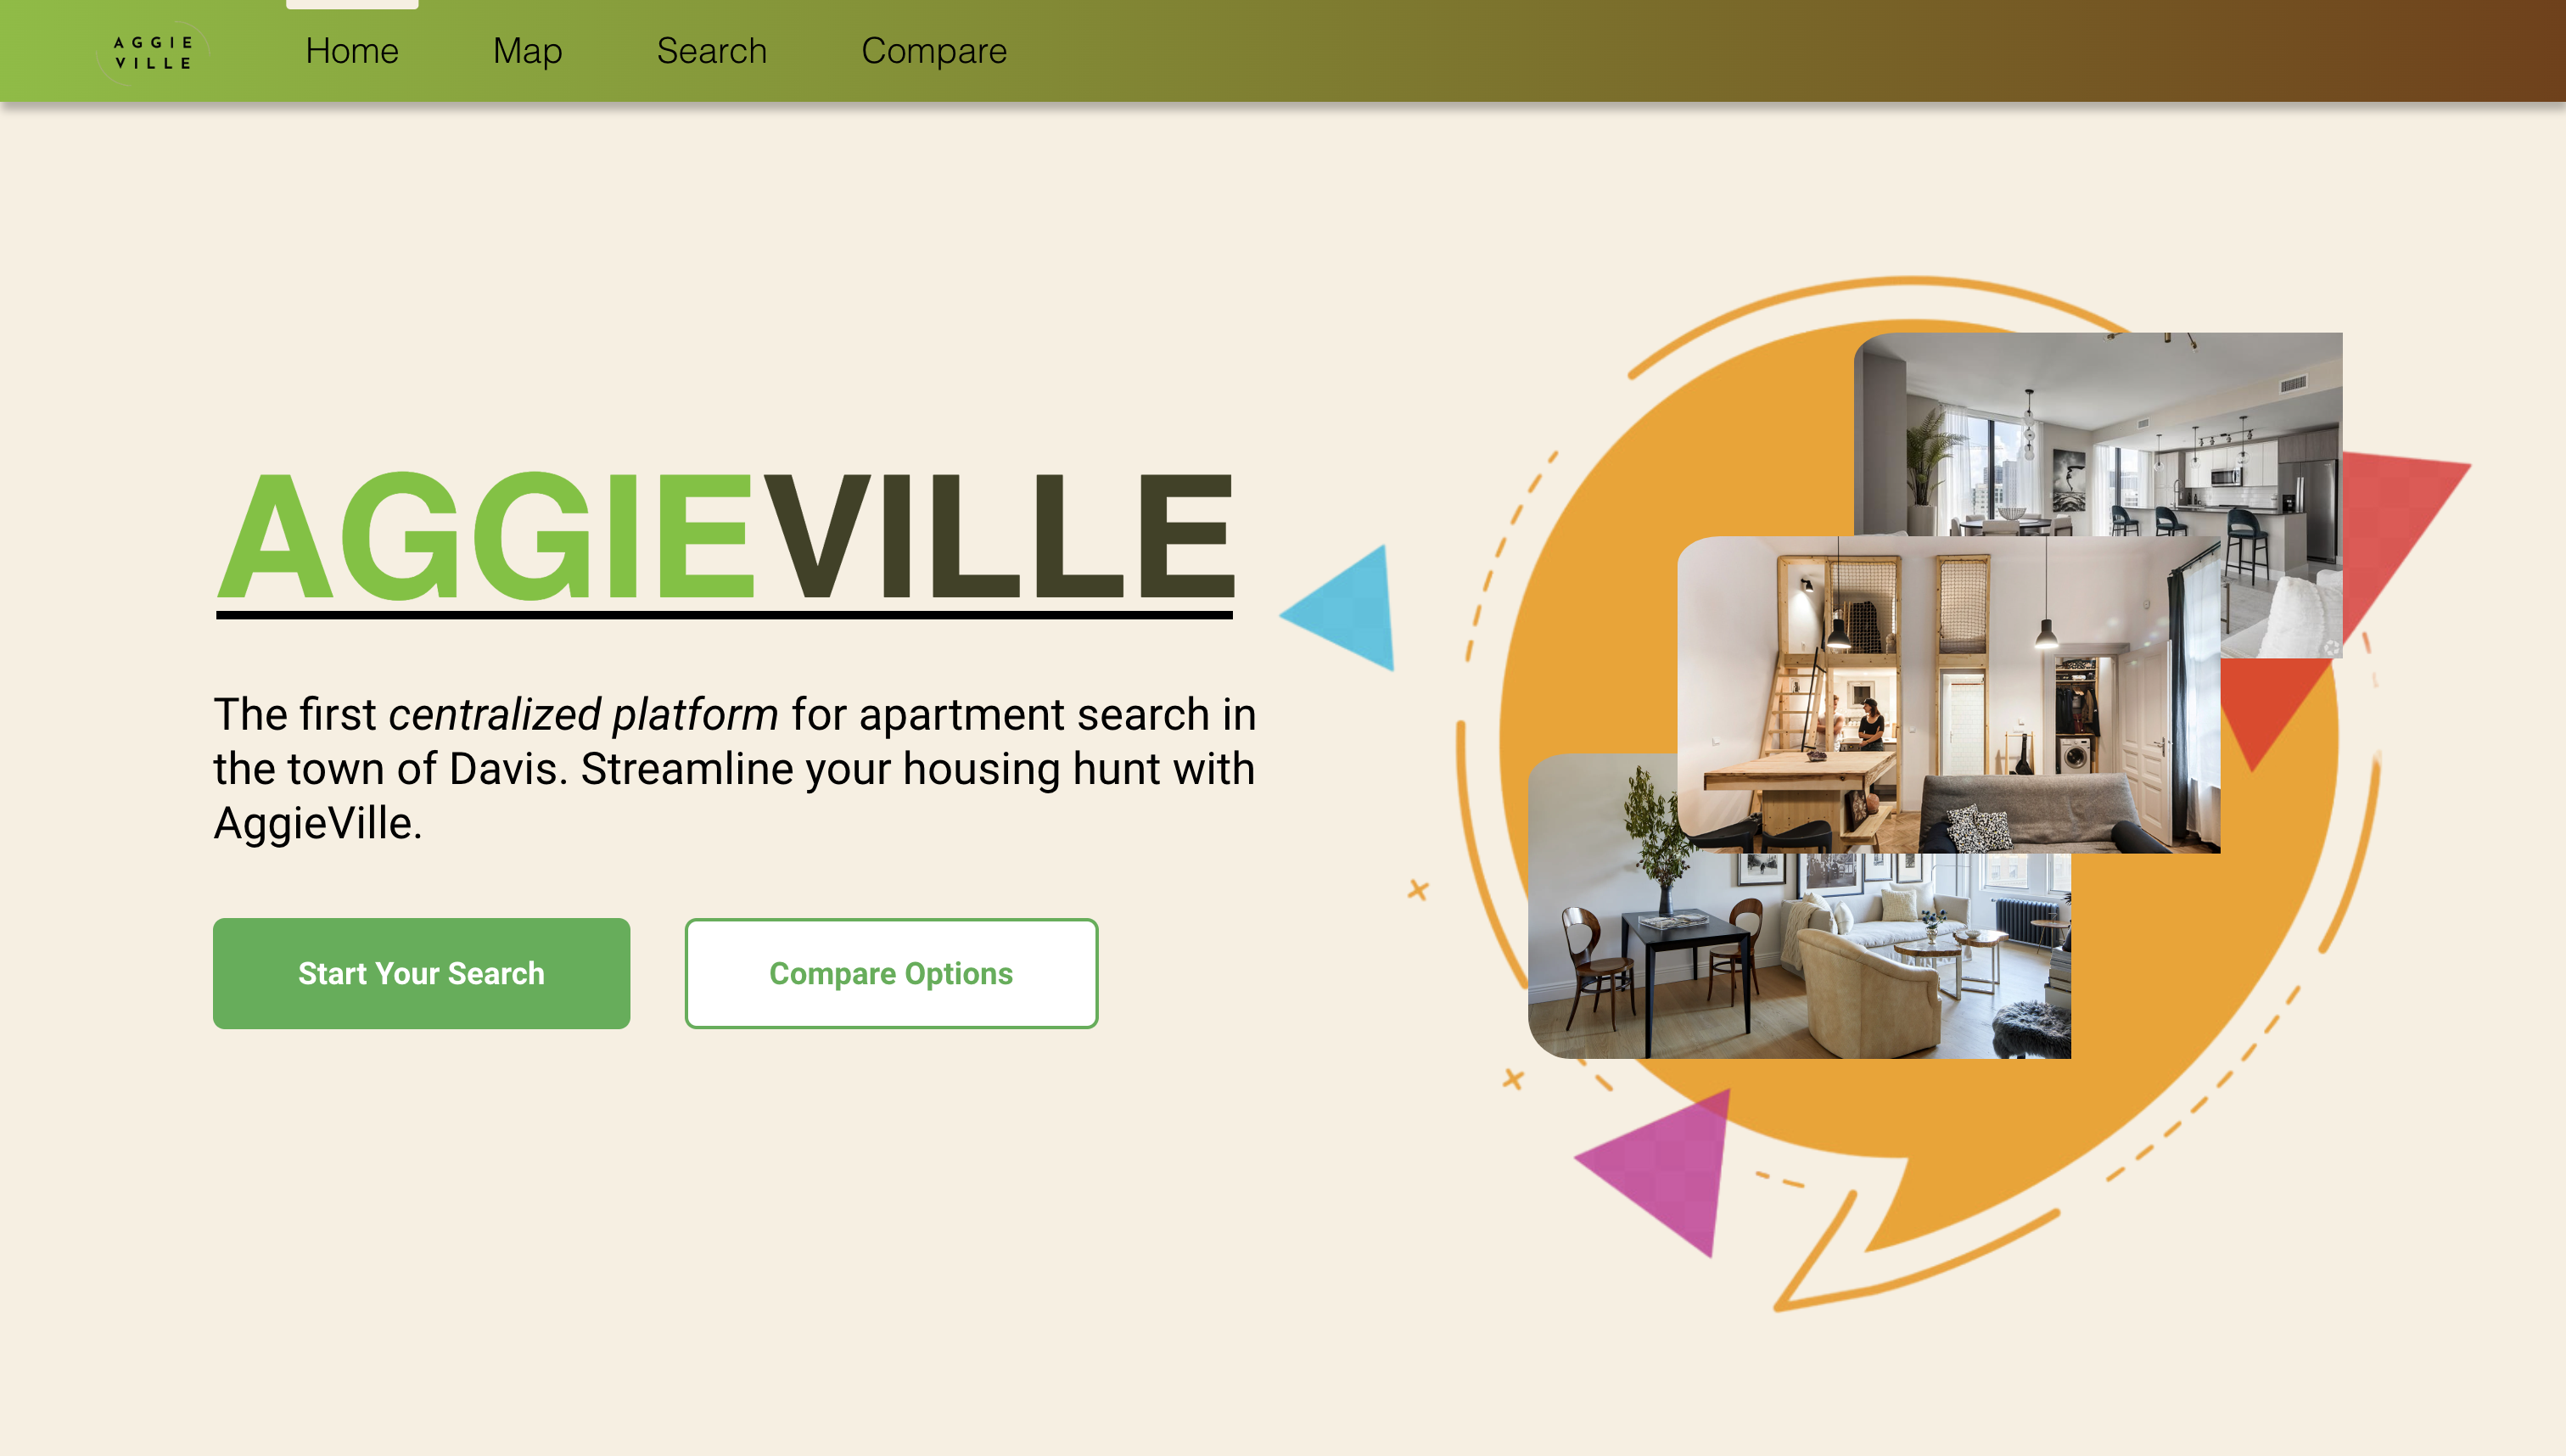 AGGIE
VILLE
Home
Map
Search
Compare
AGGIEVILLE
The first centralized platform for apartment search in
the town of Davis. Streamline your housing hunt with
AggieVille.
Start Your Search
Compare Options